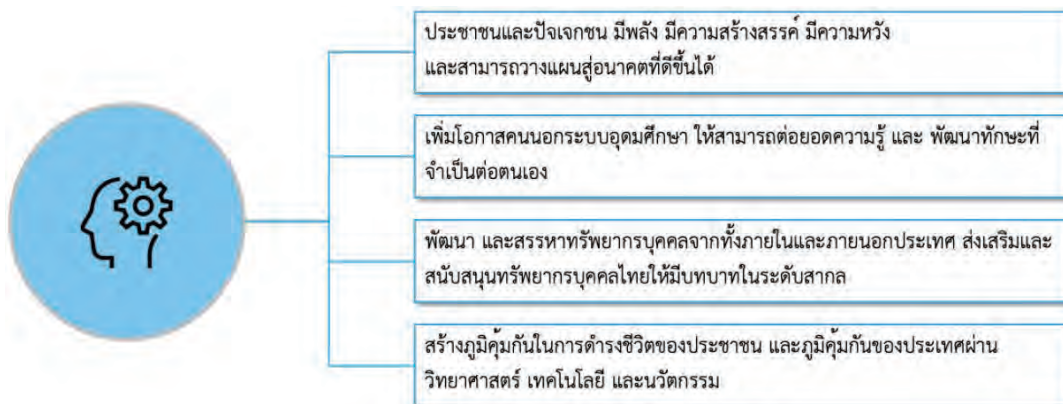 ประชาชนและปัจเจกชน มีพลัง มีความสร้างสรรค์ มีความหวัง
และสามารถวางแผนสู่อนาคตที่ดีขึ้นได้
เพิ่มโอกาสคนนอกระบบอุดมศึกษา ให้สามารถต่อยอดความรู้ และ พัฒนาทักษะที่
จำเป็นต่อตนเอง
พัฒนา และสรรหาทรัพยากรบุคคลจากทั้งภายในและภายนอกประเทศ ส่งเสริมและ
สนับสนุนทรัพยากรบุคคลไทยให้มีบทบาทในระดับสากล
สร้างภูมิคุ้มกันในการดำรงชีวิตของประชาชน และภูมิคุ้มกันของประเทศผ่าน
วิทยาศาสตร์ เทคโนโลยี และนวัตกรรม